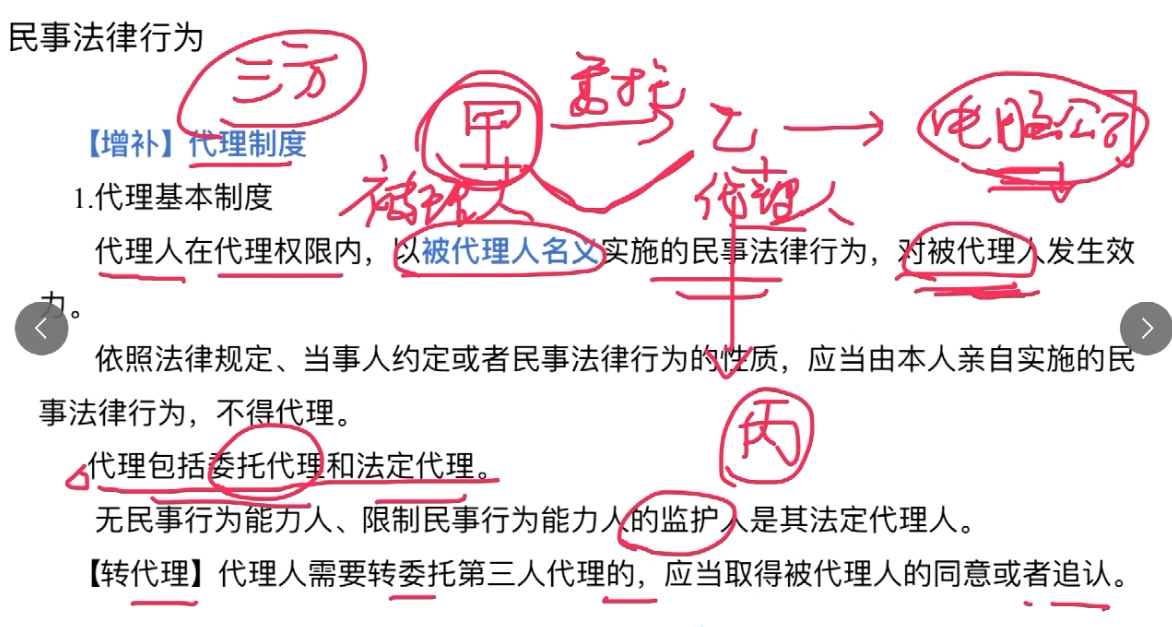 民事法律行为
三方
甲 委托 乙 电脑公司
【增补】代理制度
1.代理基本制度
被代理人 代理人
代理人在代理权限内，以被代理人名义实施的民事法律行为，对被代理人发生效
力。
依照法律规定、当事人约定或者民事法律行为的性质，应当由本人亲自实施的民
事法律行为，不得代理。
丙
代理包括委托代理和法定代理。
无民事行为能力人、限制民事行为能力人的监护人是其法定代理人。
【转代理】代理人需要转委托第三人代理的，应当取得被代理人的同意或者追认。